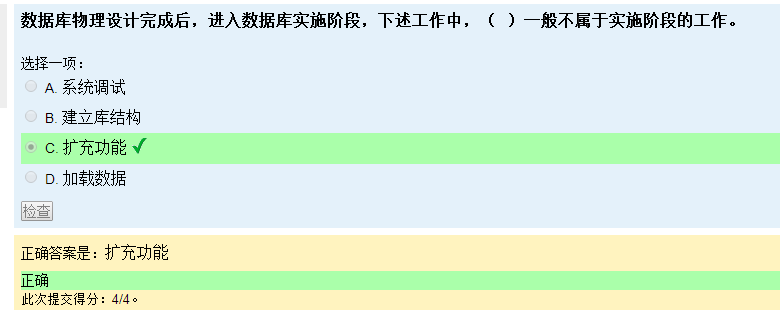 数据库物理设计完成后，进入数据库实施阶段，下述工作中，（  ）一般不属于实施阶段的工作。
选择一项：
A. 系统调试
B. 建立库结构
C. 扩充功能
D. 加载数据
检查
正确答案是：扩充功能
正确
此次提交得分：4/4。